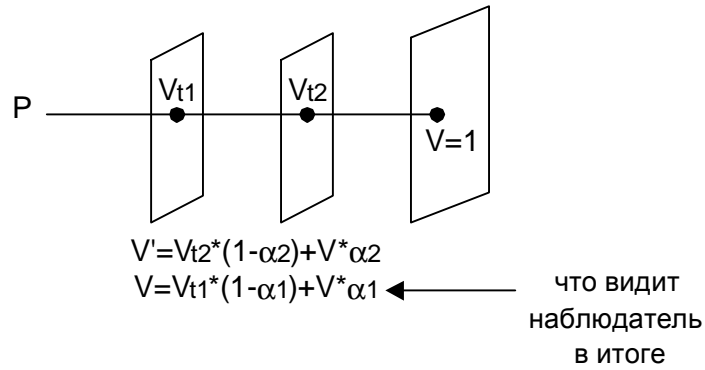 Vt1
Vt2
P
V=1
V'=Vt2*(1-α2)+V*α2
V=Vt1*(1-α1)+V*α1
что видит
наблюдатель
в итоге